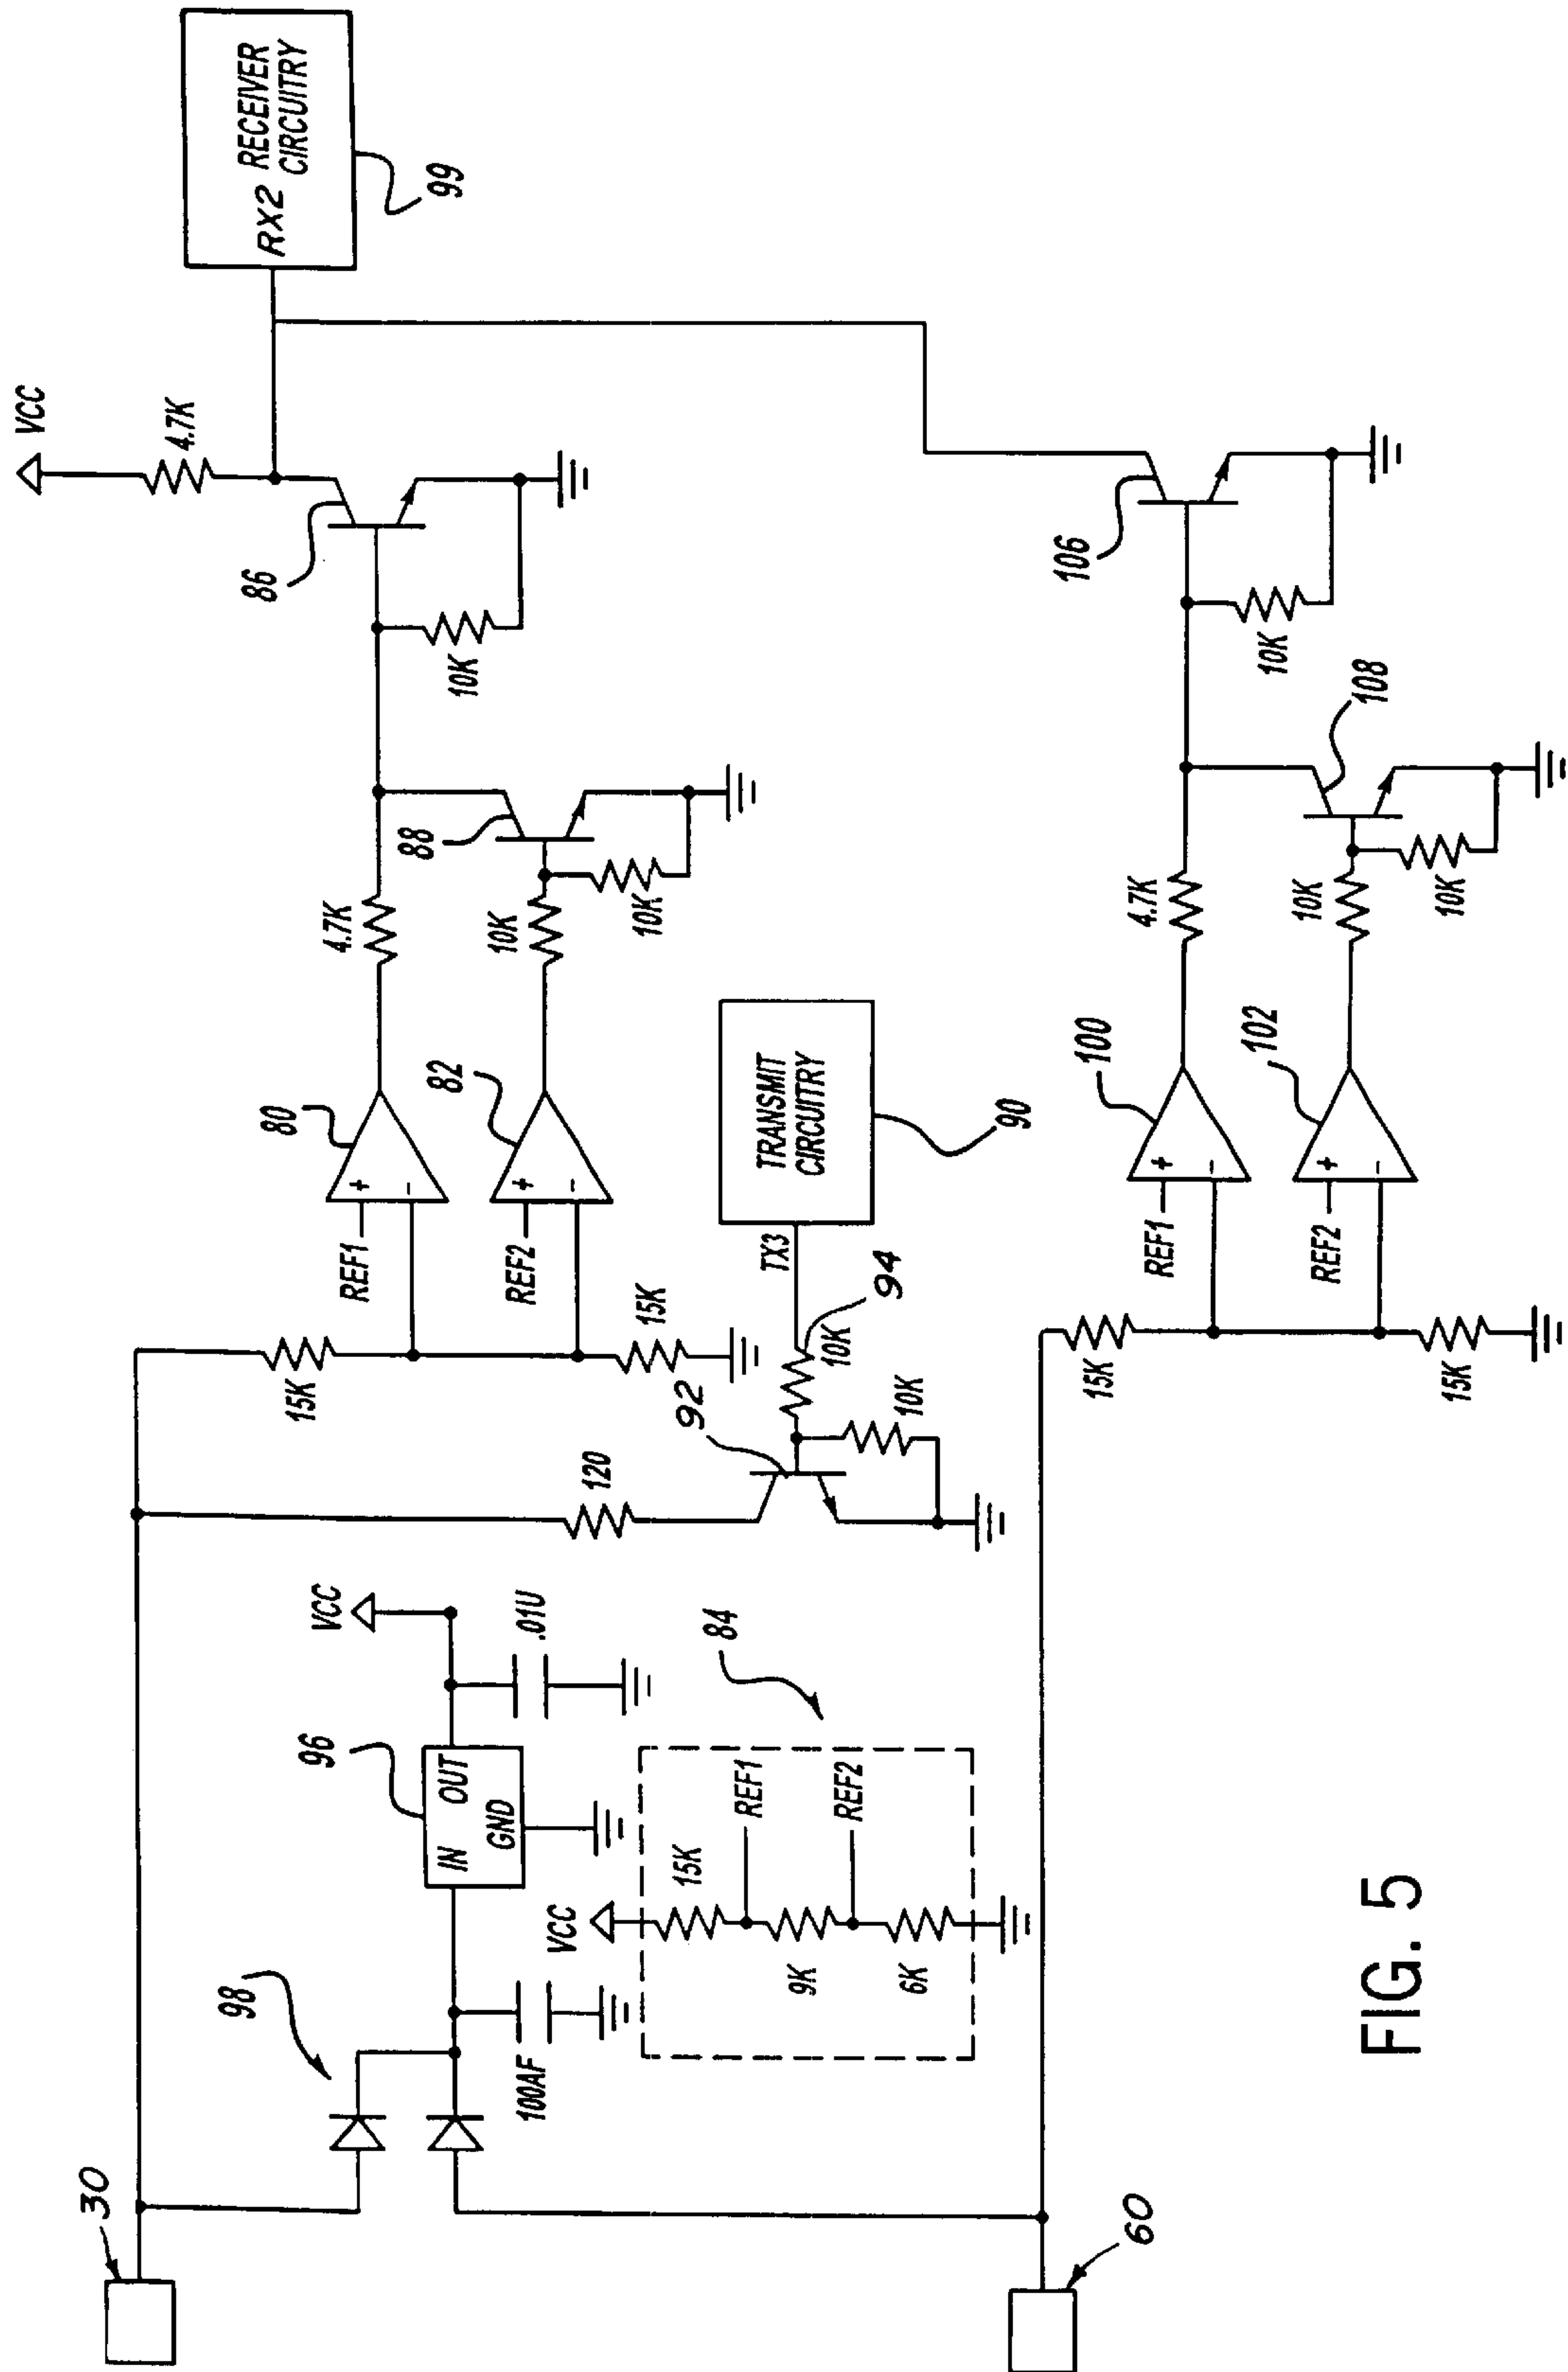 30
98
100AF
96
IN
OUT
GND
VCC
.01U
84
VCC
15K
REF1
9K
REF2
6K
120
92
10K
94
10K
TX3
TRANSMIT
CIRCUITRY
90
15K
15K
REF1
+
-
80
REF2
+
-
82
4.7K
10K
10K
88
10K
86
VCC
4.7K
RX2
RECEIVER
CIRCUITRY
99
60
15K
15K
REF1
+
-
100
REF2
+
-
102
4.7K
10K
10K
108
10K
106
FIG. 5